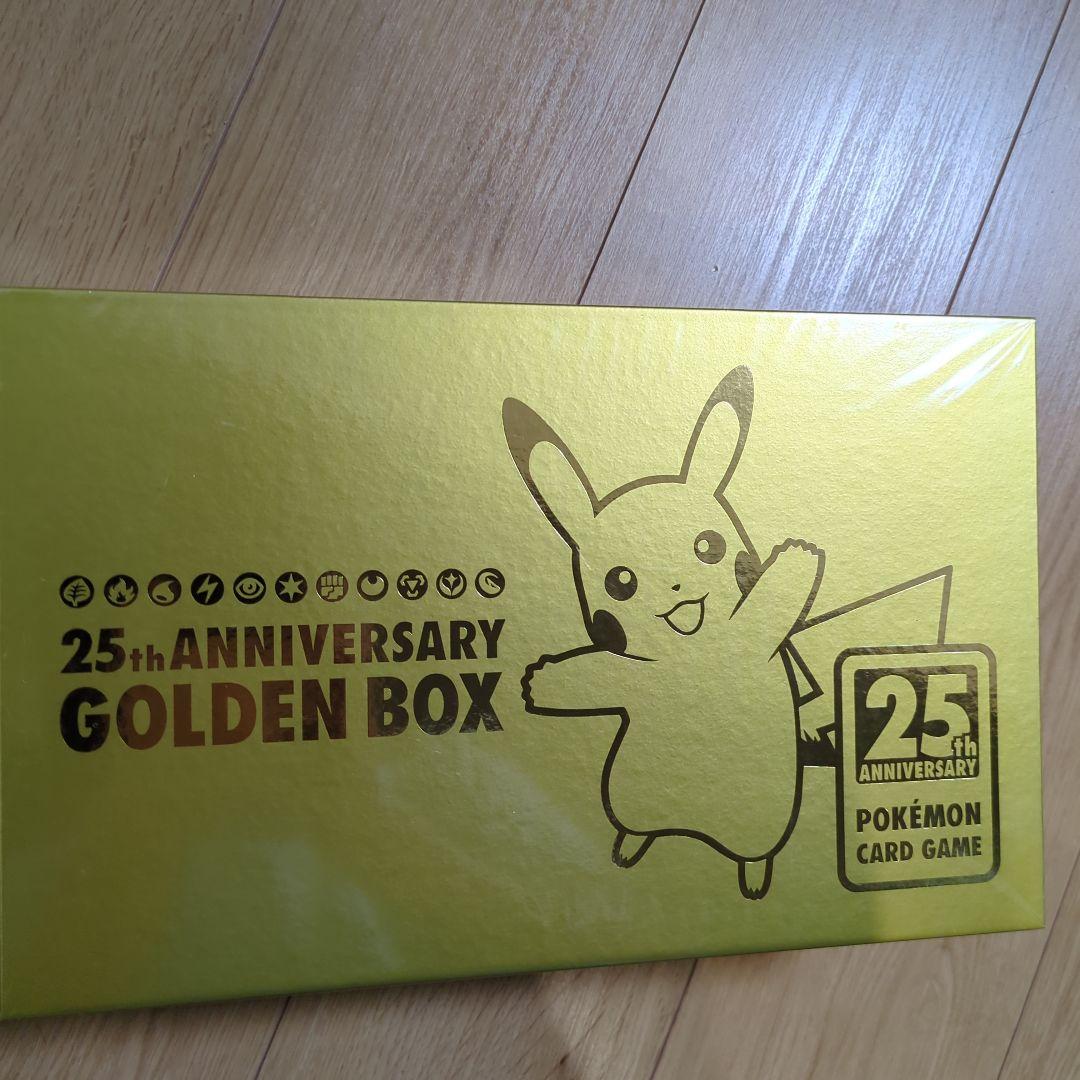 25th ANNIVERSARY
GOLDEN BOX
25th
ANNIVERSARY
POKÉMON
CARD GAME